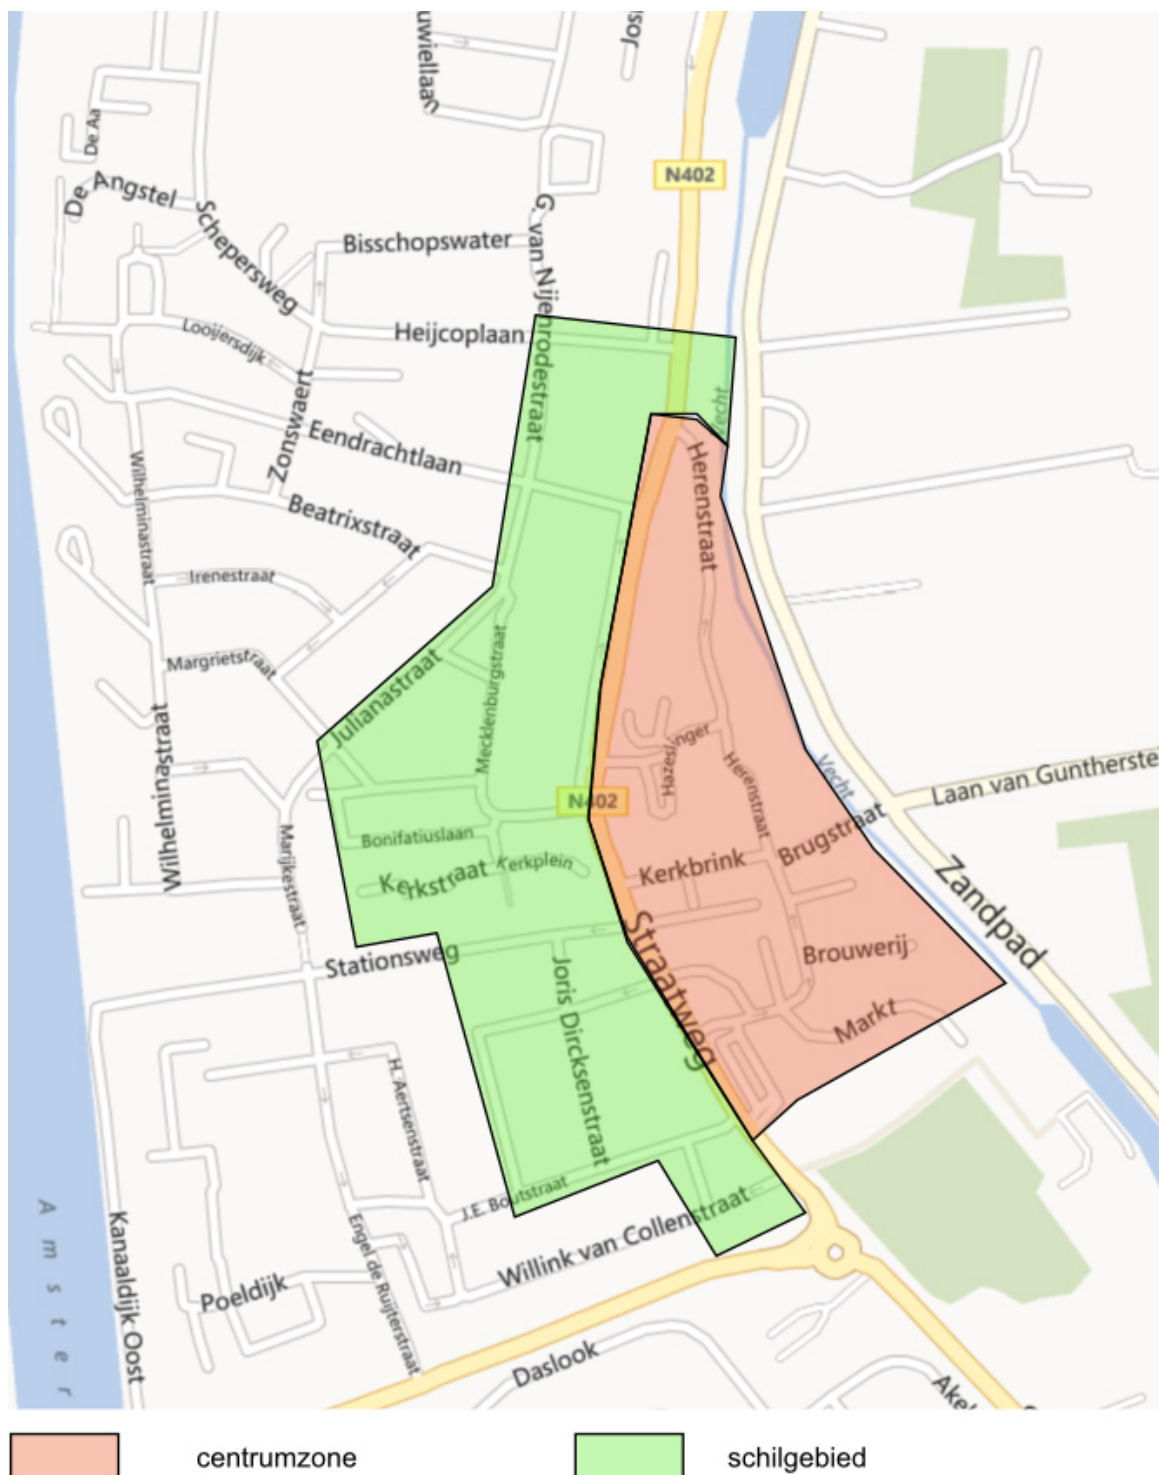 uwiellaan
Jos
De Aa
N402
De Angstel
Schepersweg
Bisschopswater
G. van Nijenrodestraat
Heijcoplaan
Looijersdijk
Vecht
Zonswaert
Eendrachtlaan
Herenstraat
Wilhelminastraat
Beatrixstraat
Irenestraat
Mecklenburgstraat
Margrietstraat
Julianastraat
Hazeslinger
Wilhelminastraat
Herenstraat
Vecht
Laan van Gunterste
N402
Marijkestraat
Bonifatiuslaan
Brugstraat
Kerkstraat
Kerkplein
Kerkbrink
Zandpad
Stationsweg
Straatweg
Brouwerij
Joris Dircksenstraat
Markt
H. Aertsenstraat
J.E. Boutstraat
Willink van Collenstraat
Amster
Kanaaldijk Oost
Engel de Ruijterstraat
Poeldijk
Daslook
Akel
centrumzone
schilgebied